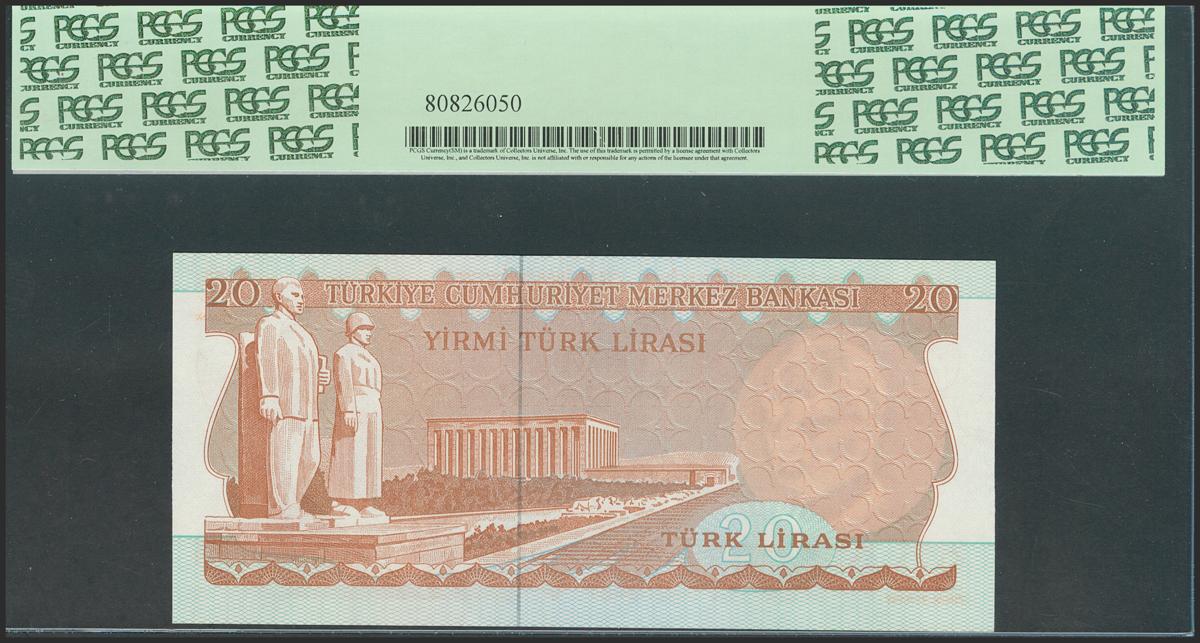 PCGS CURRENCY
80826050
PCGS Currency(SM) is a trademark of Collectors Universe, Inc. The use of this trademark is permitted by a license agreement with Collectors
Universe, Inc., and Collectors Universe, Inc. is not affiliated with or responsible for any actions of the licensee under that agreement.
20 TÜRKİYE CUMHURİYET MERKEZ BANKASI 20
YİRMİ TÜRK LİRASI
20
TÜRK LİRASI